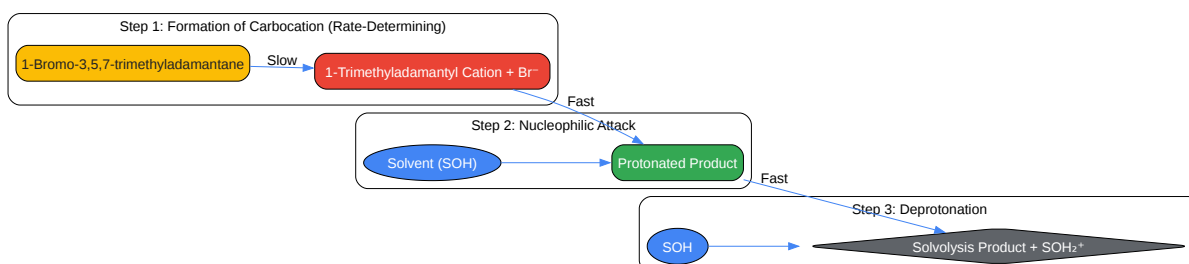 Step 1: Formation of Carbocation (Rate-Determining)
1-Bromo-3,5,7-trimethyladamantane
Slow
1-Trimethyladamantyl Cation + Br⁻
Fast
Step 2: Nucleophilic Attack
Solvent (SOH)
Protonated Product
Fast
Step 3: Deprotonation
SOH
Solvolysis Product + SOH₂⁺